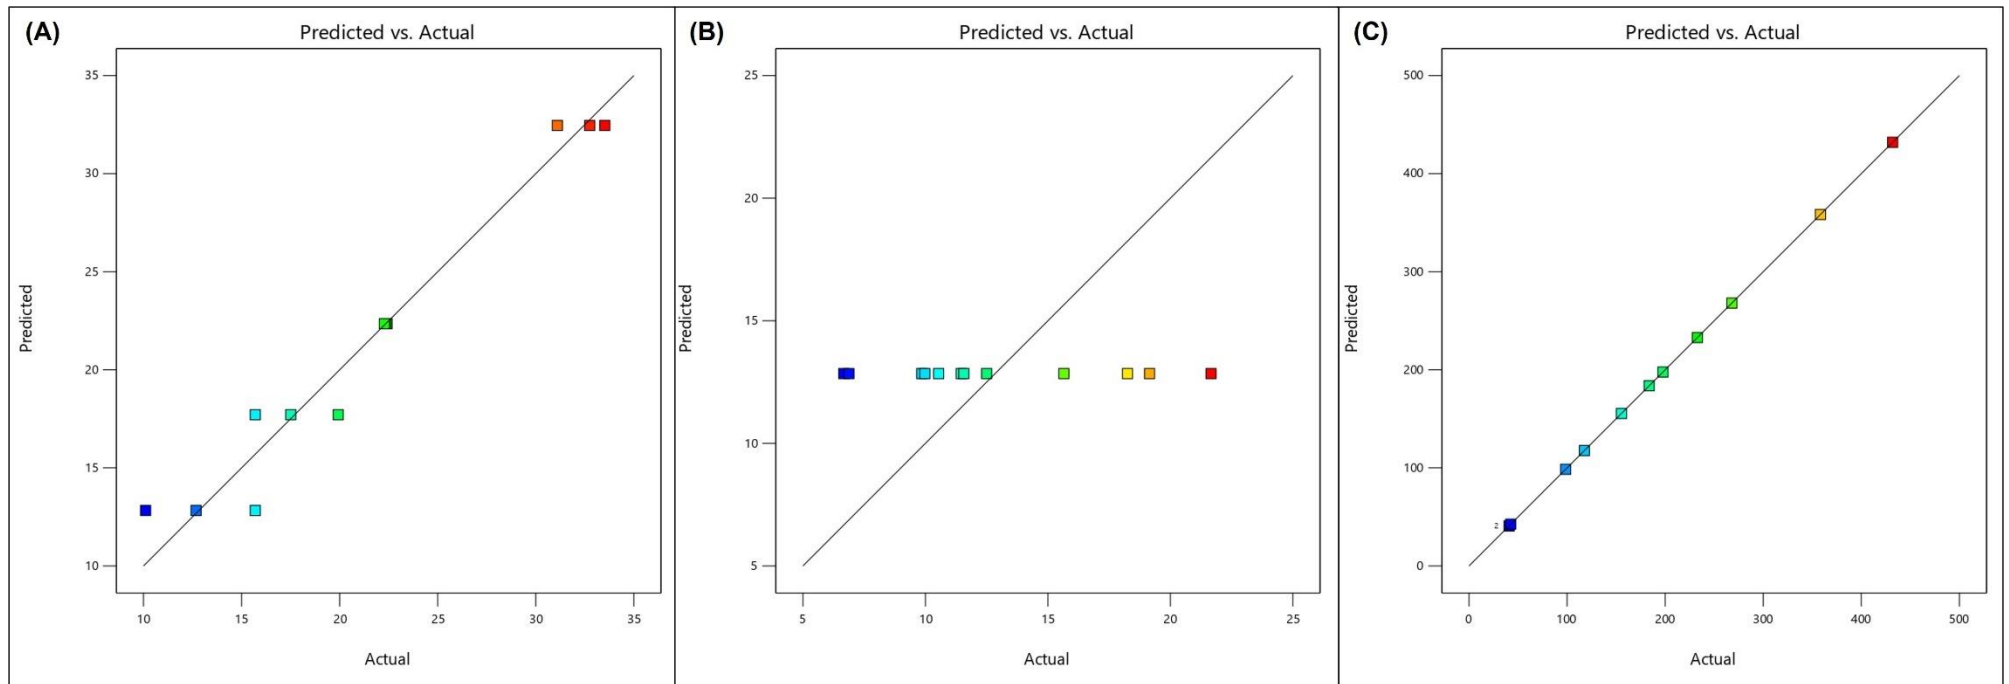 (A)
Predicted vs. Actual
35
30
25
20
15
10
Predicted
10 15 20 25 30 35
Actual
(B)
Predicted vs. Actual
25
20
15
10
5
Predicted
5 10 15 20 25
Actual
(C)
Predicted vs. Actual
500
400
300
200
100
0
Predicted
2
0 100 200 300 400 500
Actual